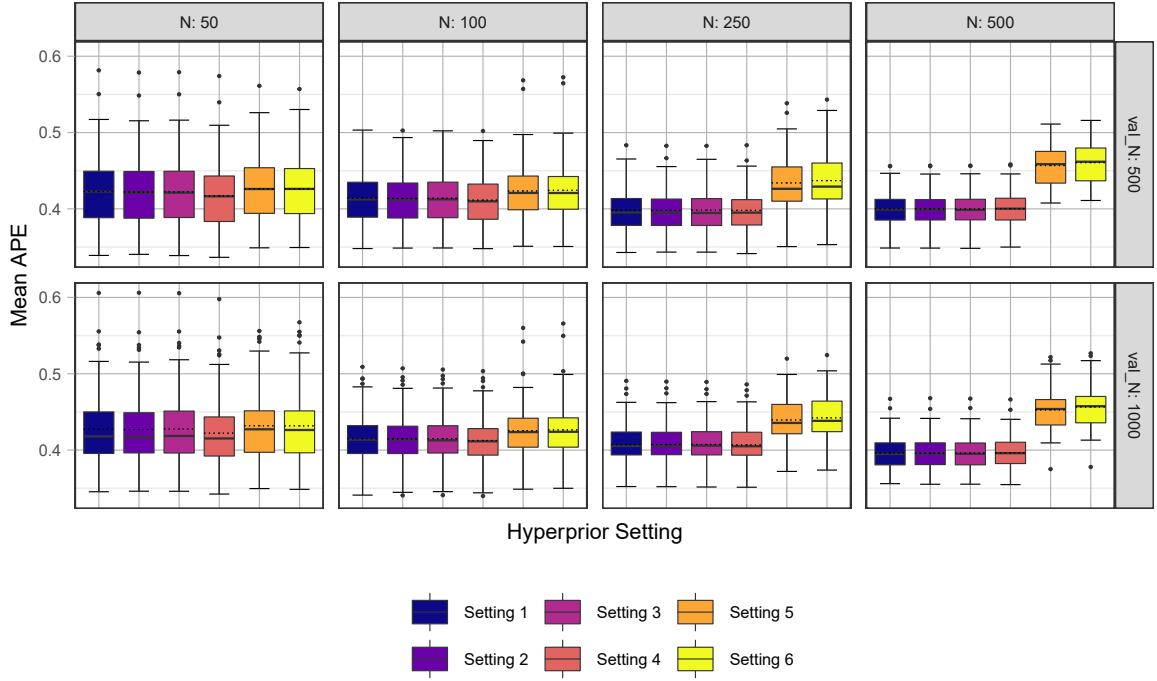 N: 50
N: 100
N: 250
N: 500
0.6
0.5
0.4
val_N: 500
Mean APE
0.6
0.5
0.4
val_N: 1000
Hyperprior Setting
Setting 1
Setting 3
Setting 5
Setting 2
Setting 4
Setting 6